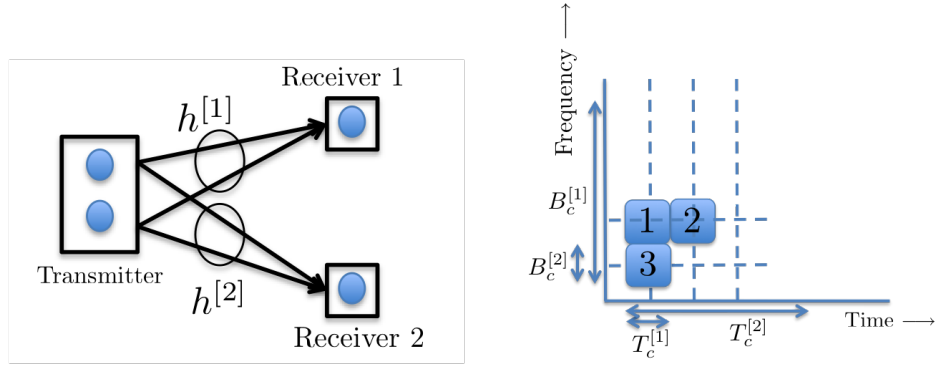 Receiver 1
h^{[1]}
Transmitter
h^{[2]}
Receiver 2
Frequency ⟶
B_c^{[1]}
1 2
B_c^{[2]}
3
Time ⟶
T_c^{[1]}
T_c^{[2]}